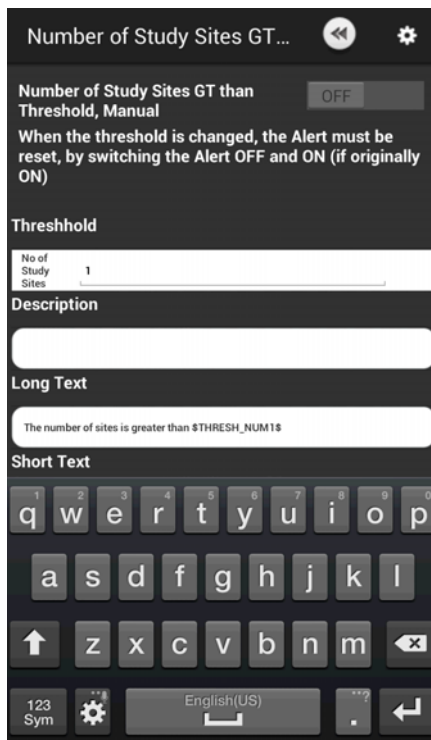 Number of Study Sites GT...
Number of Study Sites GT than
Threshold, Manual
OFF
When the threshold is changed, the Alert must be
reset, by switching the Alert OFF and ON (if originally
ON)
Threshhold
No of
Study
Sites
1
Description
Long Text
The number of sites is greater than $THRESH_NUM1$
Short Text
1 2 3 4 5 6 7 8 9 0
q w e r t y u i o p
a s d f g h j k l
z x c v b n m
123
Sym
English(US)
...?
.